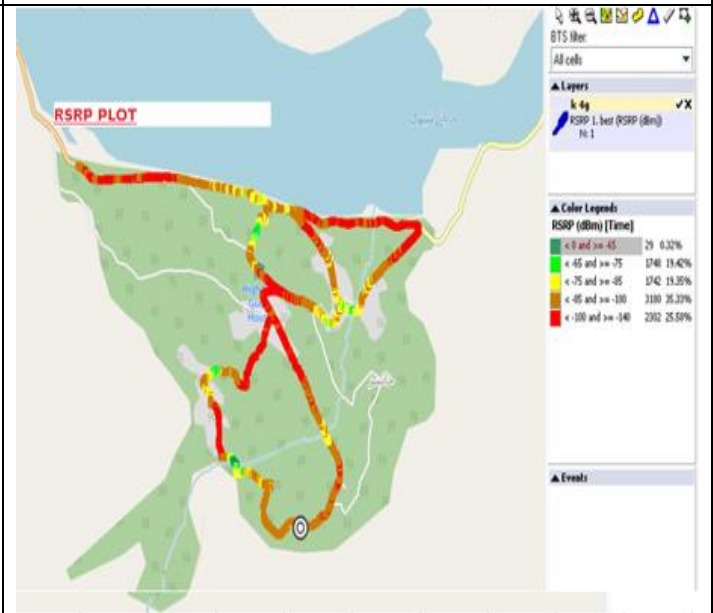 BTS filter:
All cells
Layers
k 4g
RSRP 1. best (RSRP (dBm))
N: 1
RSRP PLOT
Color Legends
RSRP (dBm) [Time]
< 0 and >= -65 29 0.32%
< -65 and >= -75 1748 19.42%
< -75 and >= -85 1742 19.35%
< -85 and >= -100 3180 35.33%
< -100 and >= -140 2302 25.58%
Events